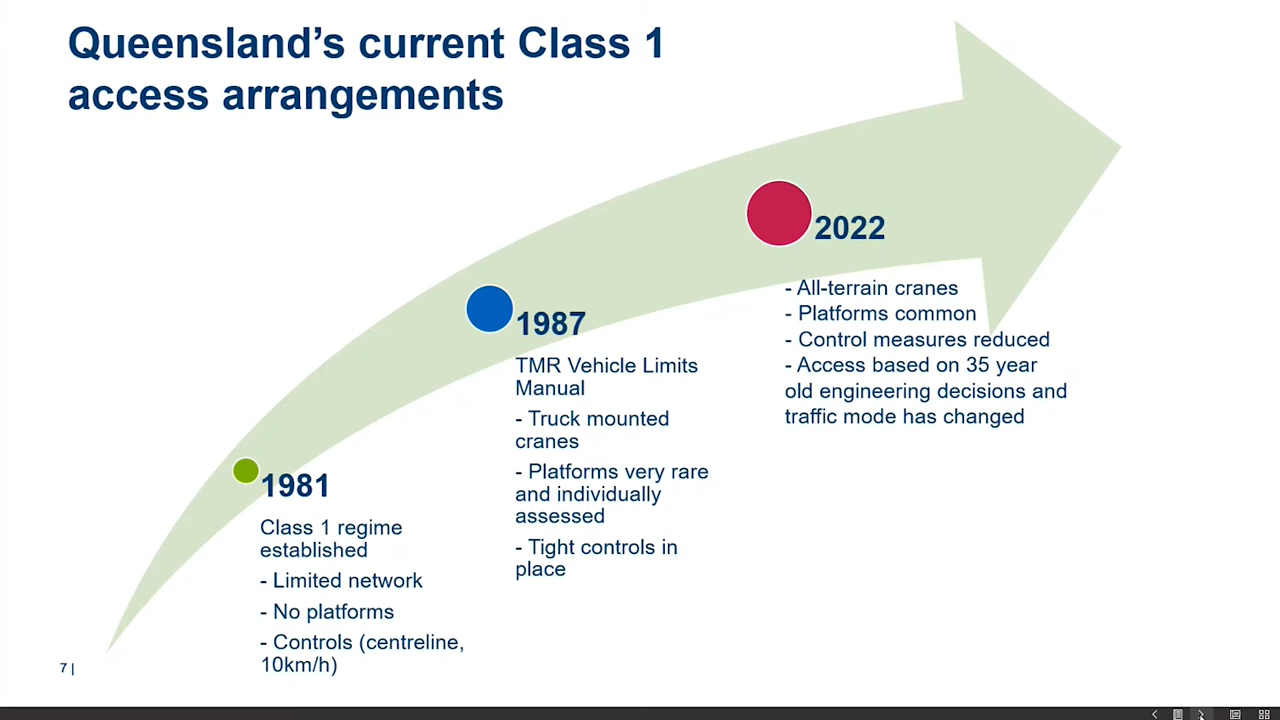 Queensland’s current Class 1
access arrangements
2022
- All-terrain cranes
- Platforms common
- Control measures reduced
- Access based on 35 year
old engineering decisions and
traffic mode has changed
1987
TMR Vehicle Limits
Manual
- Truck mounted
cranes
- Platforms very rare
and individually
assessed
- Tight controls in
place
1981
Class 1 regime
established
- Limited network
- No platforms
- Controls (centreline,
10km/h)
7 |